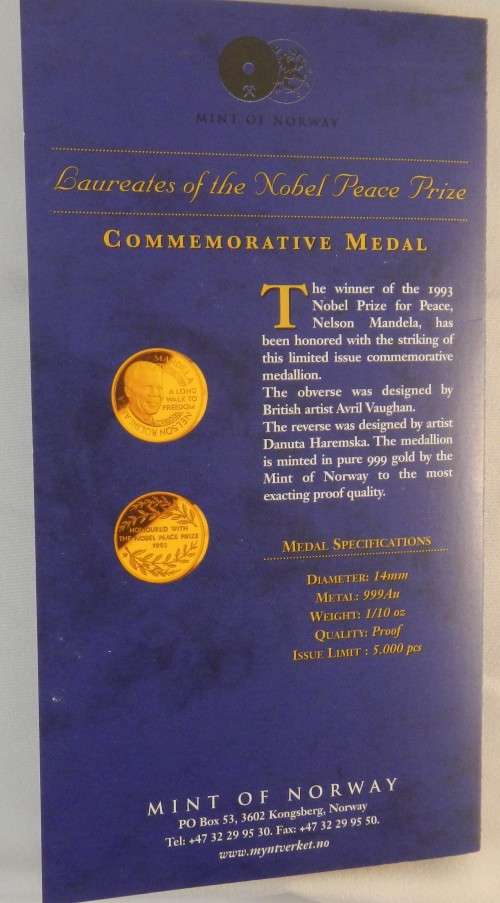 MINT OF NORWAY
Laureates of the Nobel Peace Prize
COMMEMORATIVE MEDAL
The winner of the 1993
Nobel Prize for Peace,
Nelson Mandela, has
been honored with the striking of
this limited issue commemorative
medallion.
The obverse was designed by
British artist Avril Vaughan.
The reverse was designed by artist
Danuta Haremska. The medallion
is minted in pure 999 gold by the
Mint of Norway to the most
exacting proof quality.
MANDELA
A LONG
WALK TO
FREEDOM
NELSON ROLIHLA
HONOURED WITH
THE NOBEL PEACE PRIZE
1993
MEDAL SPECIFICATIONS
DIAMETER: 14mm
METAL: 999Au
WEIGHT: 1/10 oz
QUALITY: Proof
ISSUE LIMIT : 5.000 pcs
MINT OF NORWAY
PO Box 53, 3602 Kongsberg, Norway
Tel: +47 32 29 95 30. Fax: +47 32 29 95 50.
www.myntverket.no